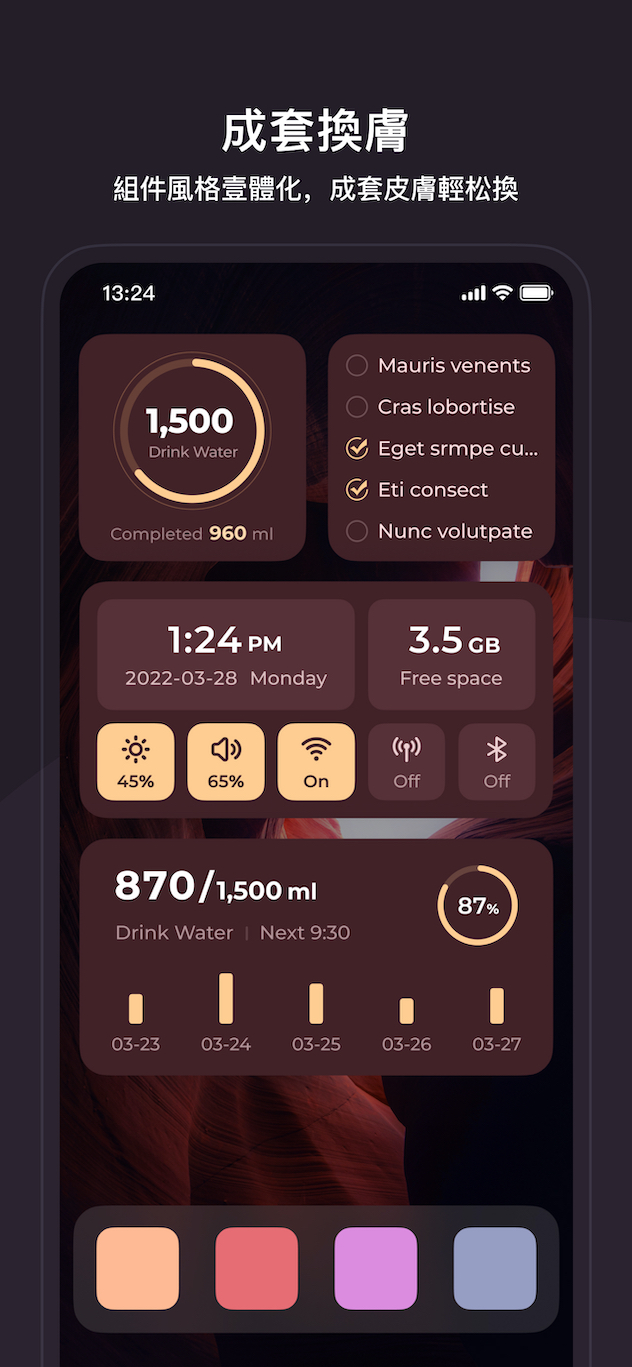 成套換膚
組件風格壹體化，成套皮膚輕松換
13:24
1,500
Drink Water
Completed 960 ml
Mauris venents
Cras lobortise
Eget srmpe cu...
Eti consect
Nunc volutpate
1:24 PM
2022-03-28 Monday
3.5 GB
Free space
45%
65%
On
Off
Off
870/1,500 ml
Drink Water | Next 9:30
87%
03-23
03-24
03-25
03-26
03-27